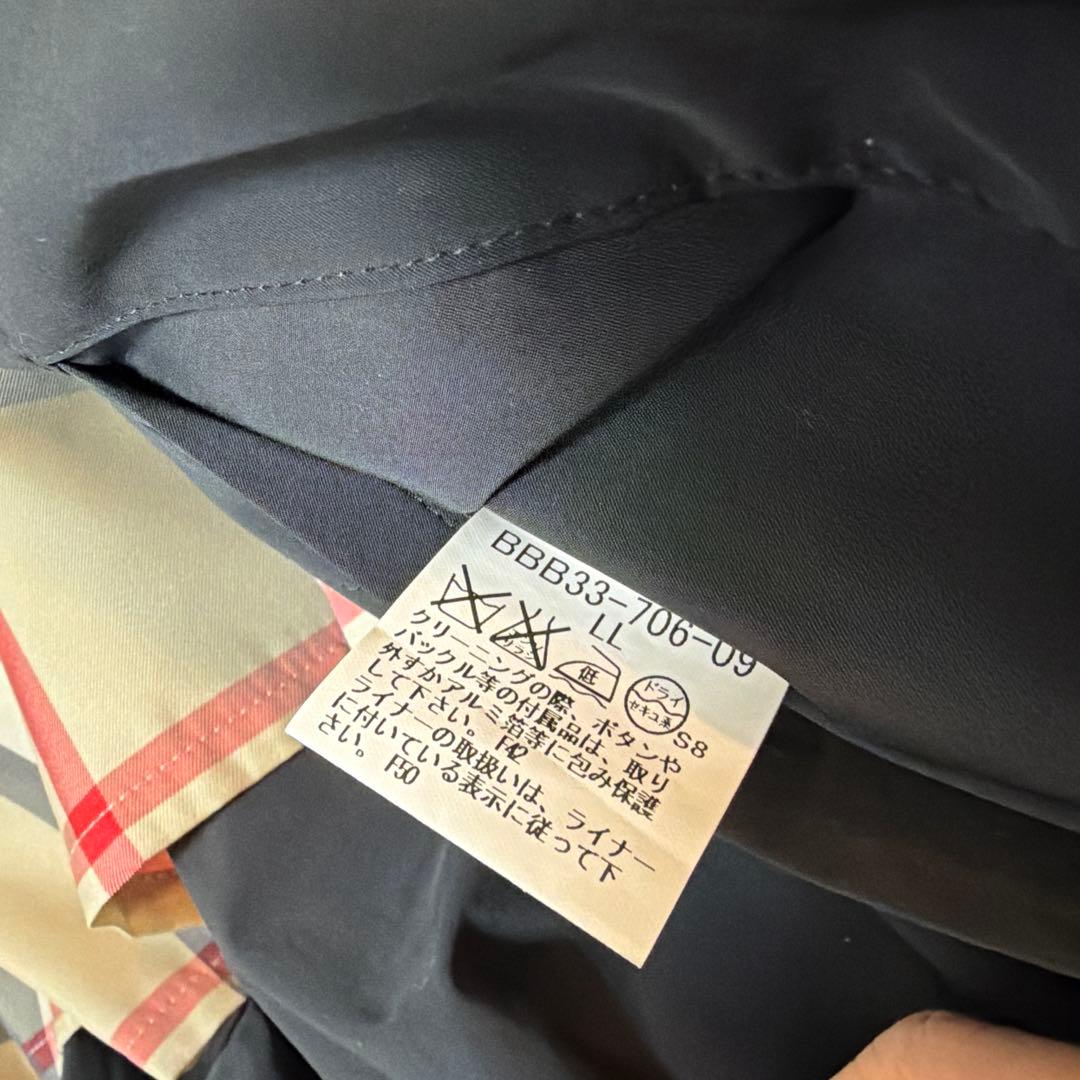 BBB33-706-09
LL
低
ドライ
セキユ系
S8
クリーニングの際、ボタンや
バックル等の付属品は、取り
外すかアルミ箔等に包み保護
して下さい。 F42
ライナーの取扱いは、ライナー
に付いている表示に従って下
さい。 F50